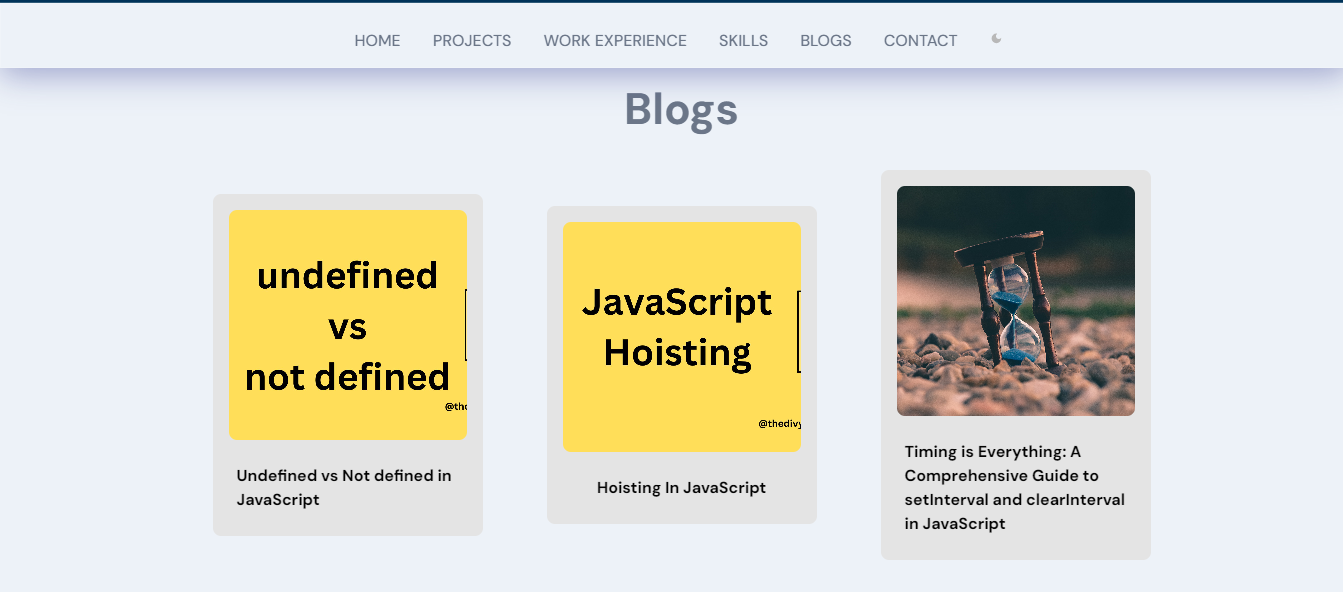 HOME PROJECTS WORK EXPERIENCE SKILLS BLOGS CONTACT
Blogs
undefined
vs
not defined
Undefined vs Not defined in
JavaScript
JavaScript
Hoisting
Hoisting In JavaScript
Timing is Everything: A
Comprehensive Guide to
setInterval and clearInterval
in JavaScript